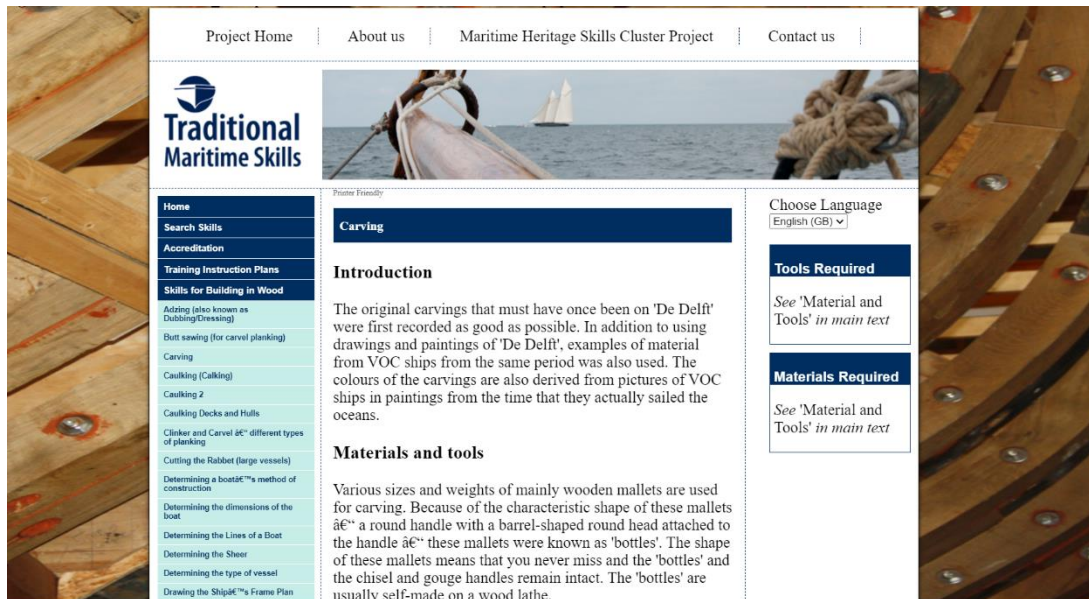 Project Home
About us
Maritime Heritage Skills Cluster Project
Contact us
Traditional
Maritime Skills
Home
Search Skills
Accreditation
Training Instruction Plans
Skills for Building in Wood
Adzing (also known as
Dubbing/Dressing)
Butt sawing (for carvel planking)
Carving
Caulking (Calking)
Caulking 2
Caulking Decks and Hulls
Clinker and Carvel â€“ different types
of planking
Cutting the Rabbet (large vessels)
Determining a boatâ€™s method of
construction
Determining the dimensions of the
boat
Determining the Lines of a Boat
Determining the Sheer
Determining the type of vessel
Drawing the Shipâ€™s Frame Plan
Printer Friendly
Carving
Introduction
The original carvings that must have once been on 'De Delft'
were first recorded as good as possible. In addition to using
drawings and paintings of 'De Delft', examples of material
from VOC ships from the same period was also used. The
colours of the carvings are also derived from pictures of VOC
ships in paintings from the time that they actually sailed the
oceans.
Materials and tools
Various sizes and weights of mainly wooden mallets are used
for carving. Because of the characteristic shape of these mallets
â€“ a round handle with a barrel-shaped round head attached to
the handle â€“ these mallets were known as 'bottles'. The shape
of these mallets means that you never miss and the 'bottles' and
the chisel and gouge handles remain intact. The 'bottles' are
usually self-made on a wood lathe.
Choose Language
English (GB)
Tools Required
See 'Material and
Tools' in main text
Materials Required
See 'Material and
Tools' in main text